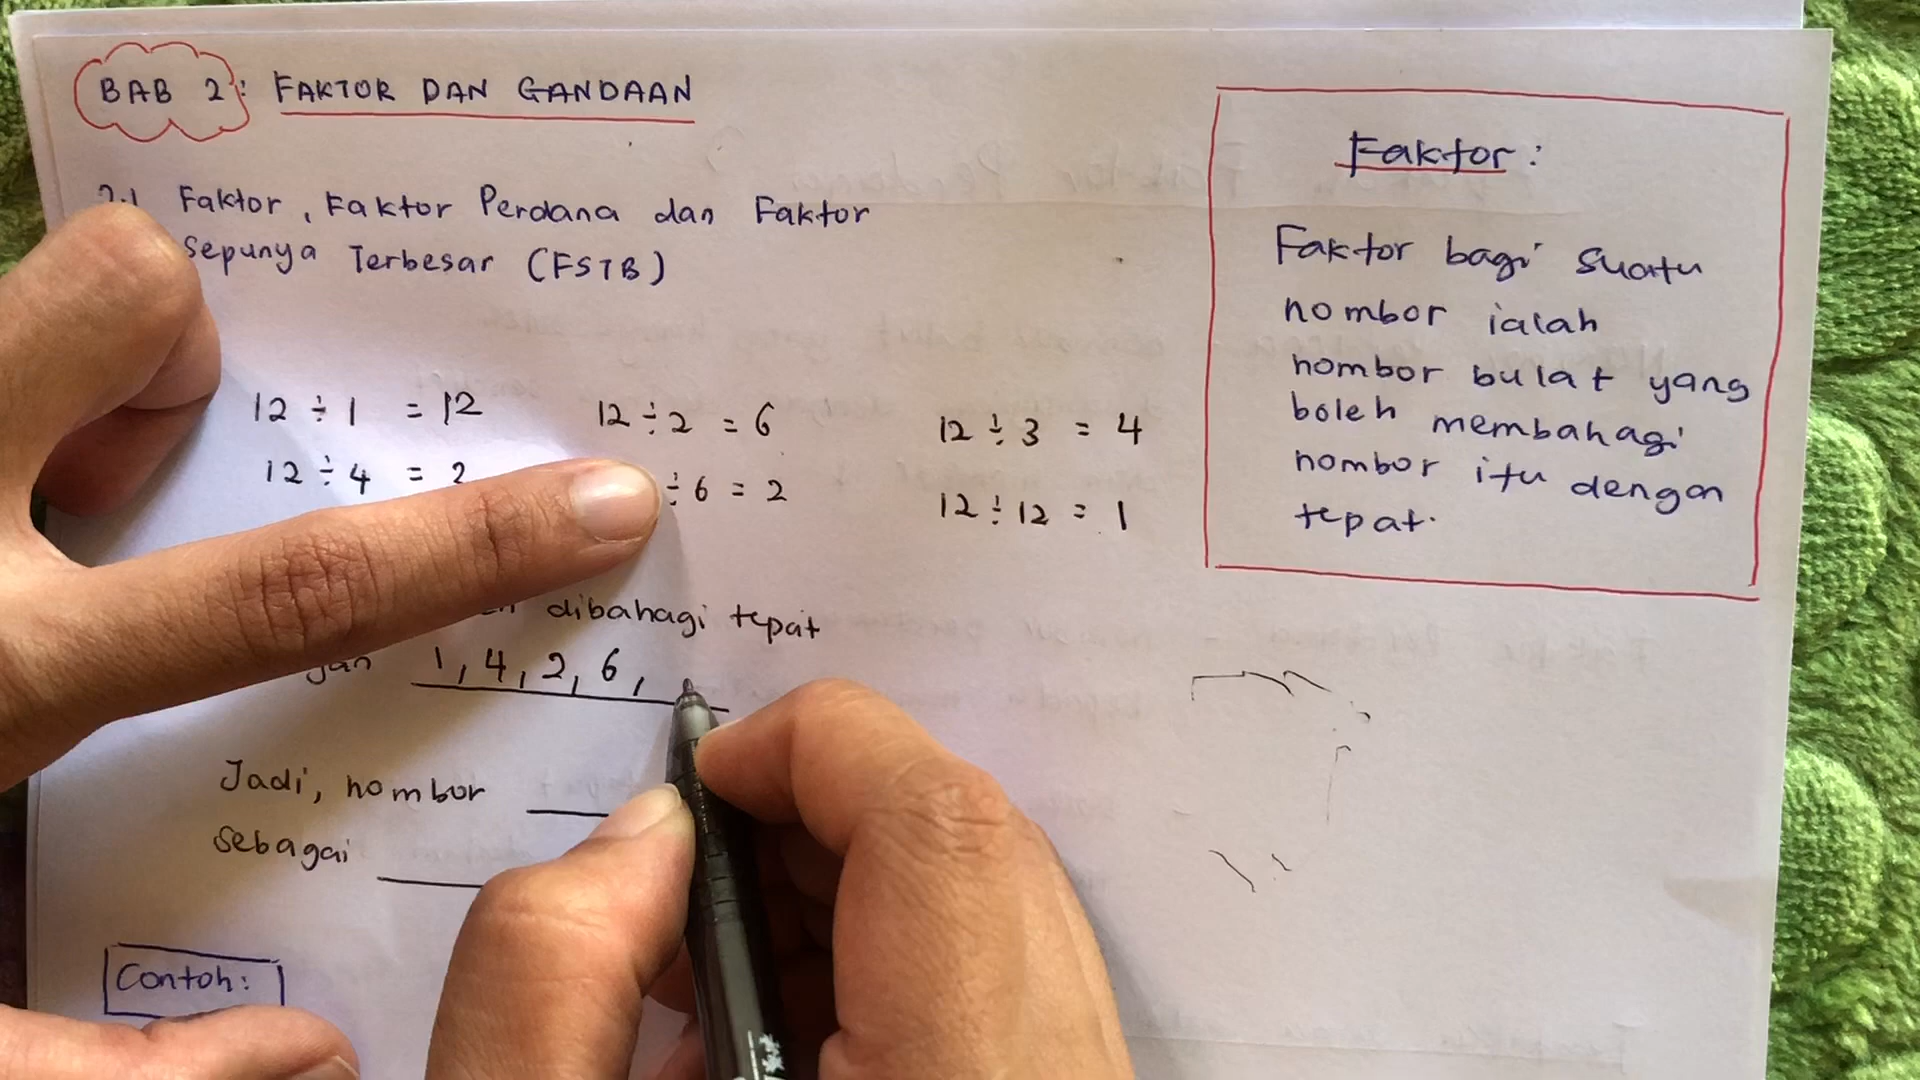 BAB 2: FAKTOR DAN GANDAAN
2.1 Faktor, Faktor Perdana dan Faktor
Sepunya Terbesar (FSTB)
12 ÷ 1 = 12 12 ÷ 2 = 6 12 ÷ 3 = 4
12 ÷ 4 = ÷ 6 = 2 12 ÷ 12 = 1
dibahagi tepat
1, 4, 2, 6,
Jadi, nombor
sebagai
Contoh:
Faktor:
Faktor bagi suatu
nombor ialah
nombor bulat yang
boleh membahagi
nombor itu dengan
tepat.